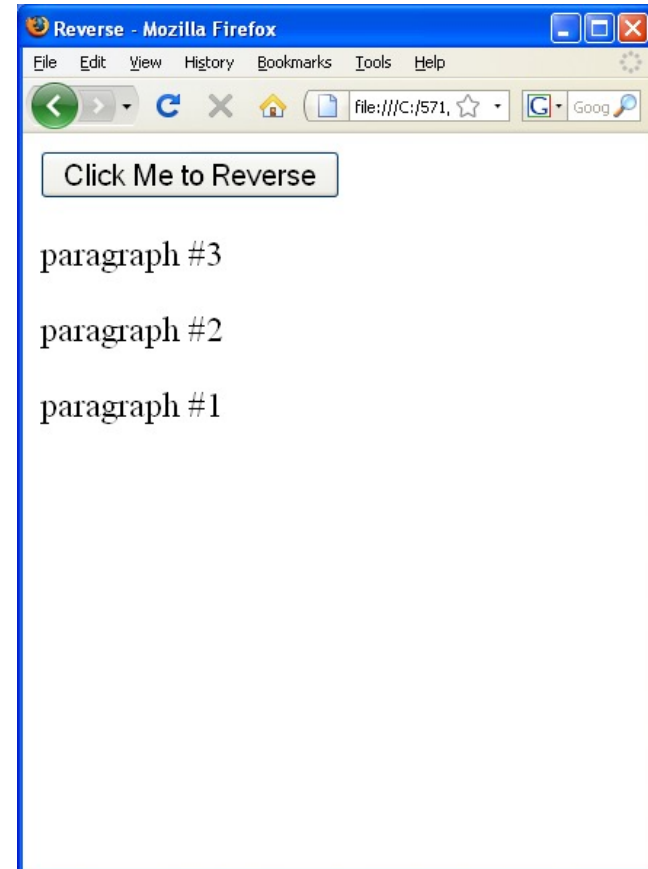 Reverse - Mozilla Firefox
File Edit View History Bookmarks Tools Help
file:///C:/571, G Goog
Click Me to Reverse
paragraph #3
paragraph #2
paragraph #1